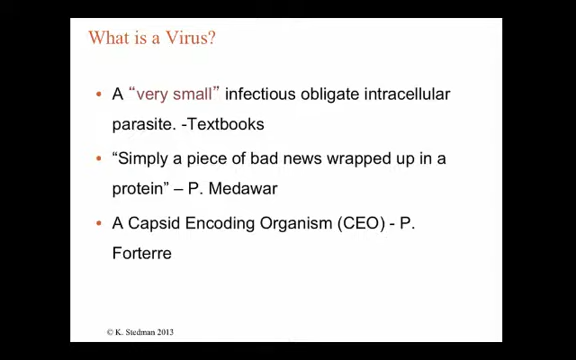 What is a Virus?
• A “very small” infectious obligate intracellular
parasite. -Textbooks
• “Simply a piece of bad news wrapped up in a
protein” – P. Medawar
• A Capsid Encoding Organism (CEO) - P.
Forterre
© K. Stedman 2013